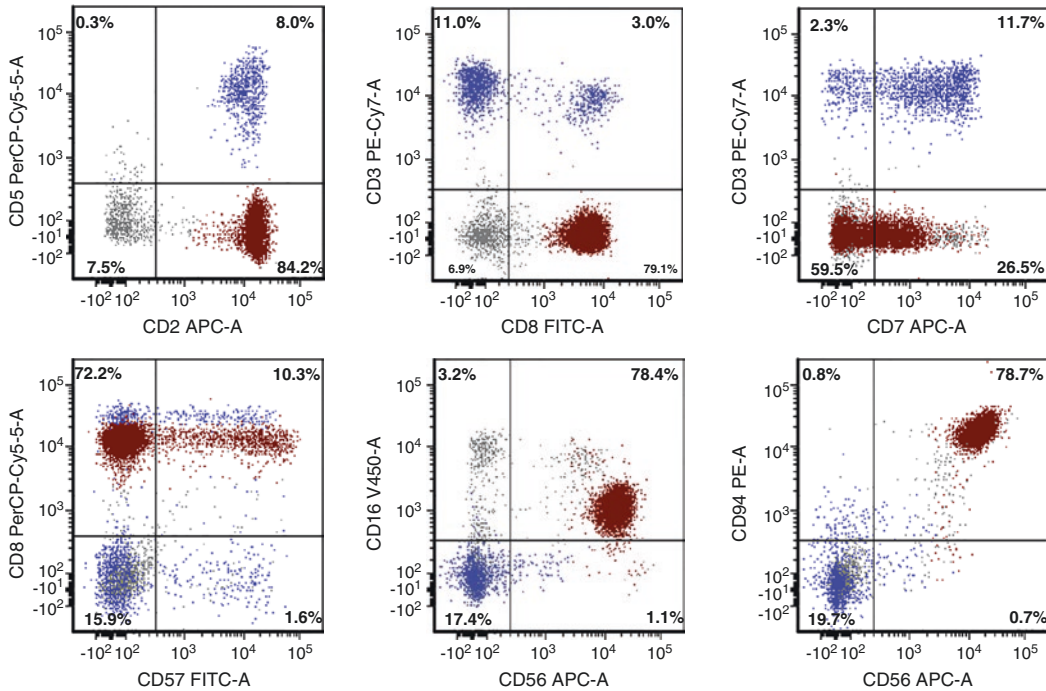 0.3% 8.0%
CD5 PerCP-Cy5-5-A
10⁵
10⁴
10³
10²
-10¹
-10²
7.5% 84.2%
-10² 10² 10³ 10⁴ 10⁵
CD2 APC-A
11.0% 3.0%
CD3 PE-Cy7-A
10⁵
10⁴
10³
10²
-10¹
-10²
6.9% 79.1%
-10² 10² 10³ 10⁴ 10⁵
CD8 FITC-A
2.3% 11.7%
CD3 PE-Cy7-A
10⁵
10⁴
10³
10²
-10¹
-10²
59.5% 26.5%
-10² 10² 10³ 10⁴ 10⁵
CD7 APC-A
72.2% 10.3%
CD8 PerCP-Cy5-5-A
10⁵
10⁴
10³
10²
-10¹
-10²
15.9% 1.6%
-10² 10² 10³ 10⁴ 10⁵
CD57 FITC-A
3.2% 78.4%
CD16 V450-A
10⁵
10⁴
10³
10²
-10¹
-10²
17.4% 1.1%
-10² 10² 10³ 10⁴ 10⁵
CD56 APC-A
0.8% 78.7%
CD94 PE-A
10⁵
10⁴
10³
10²
-10¹
-10²
19.7% 0.7%
-10² 10² 10³ 10⁴ 10⁵
CD56 APC-A